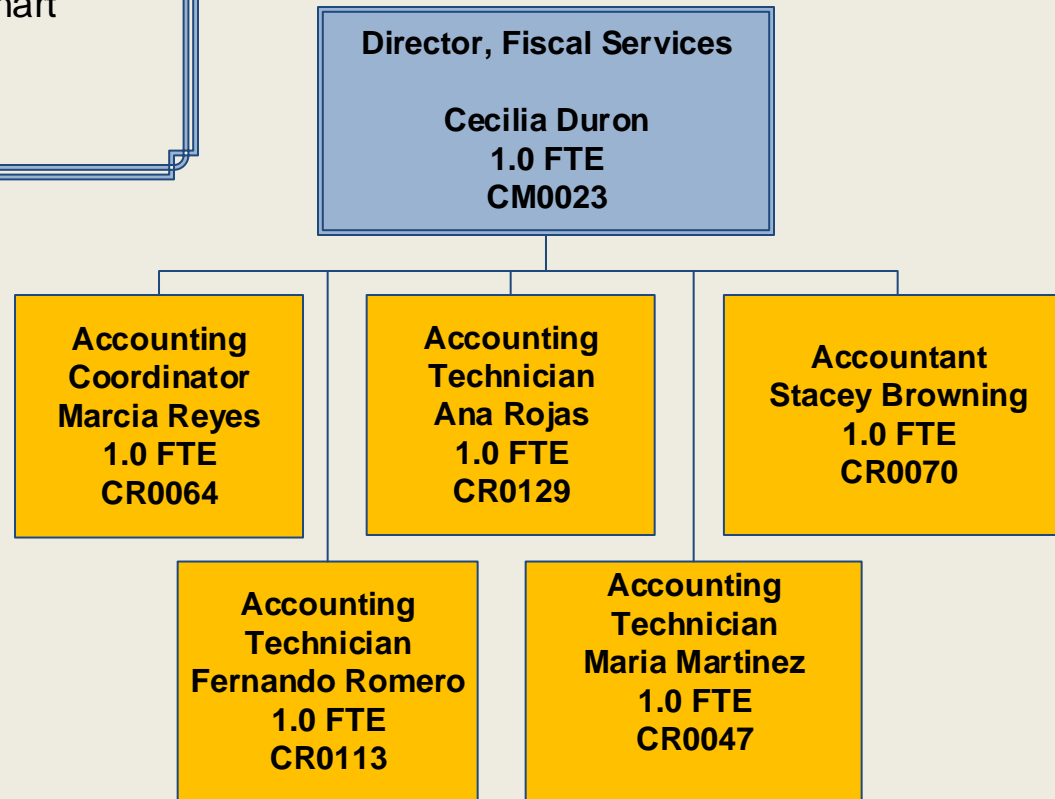 Director, Fiscal Services
Cecilia Duron
1.0 FTE
CM0023
Accounting
Coordinator
Marcia Reyes
1.0 FTE
CR0064
Accounting
Technician
Ana Rojas
1.0 FTE
CR0129
Accountant
Stacey Browning
1.0 FTE
CR0070
Accounting
Technician
Fernando Romero
1.0 FTE
CR0113
Accounting
Technician
Maria Martinez
1.0 FTE
CR0047